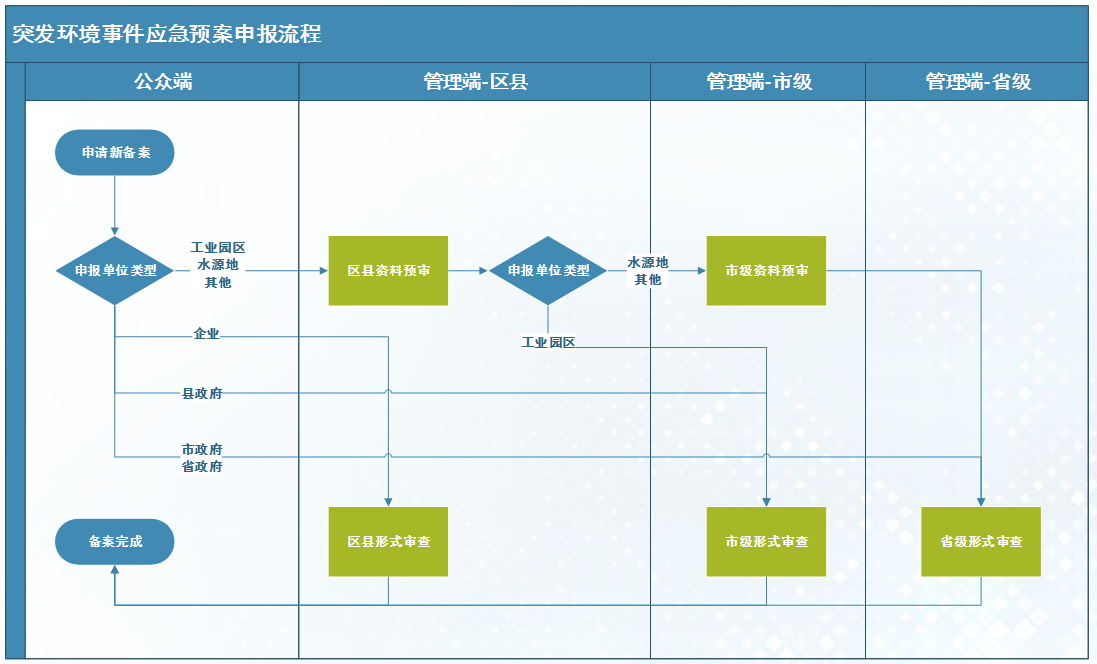 突发环境事件应急预案申报流程
公众端
管理端-区县
管理端-市级
管理端-省级
申请新备案
申报单位类型
工业园区
水源地
其他
区县资料预审
申报单位类型
水源地
其他
市级资料预审
企业
工业园区
县政府
市政府
省政府
备案完成
区县形式审查
市级形式审查
省级形式审查